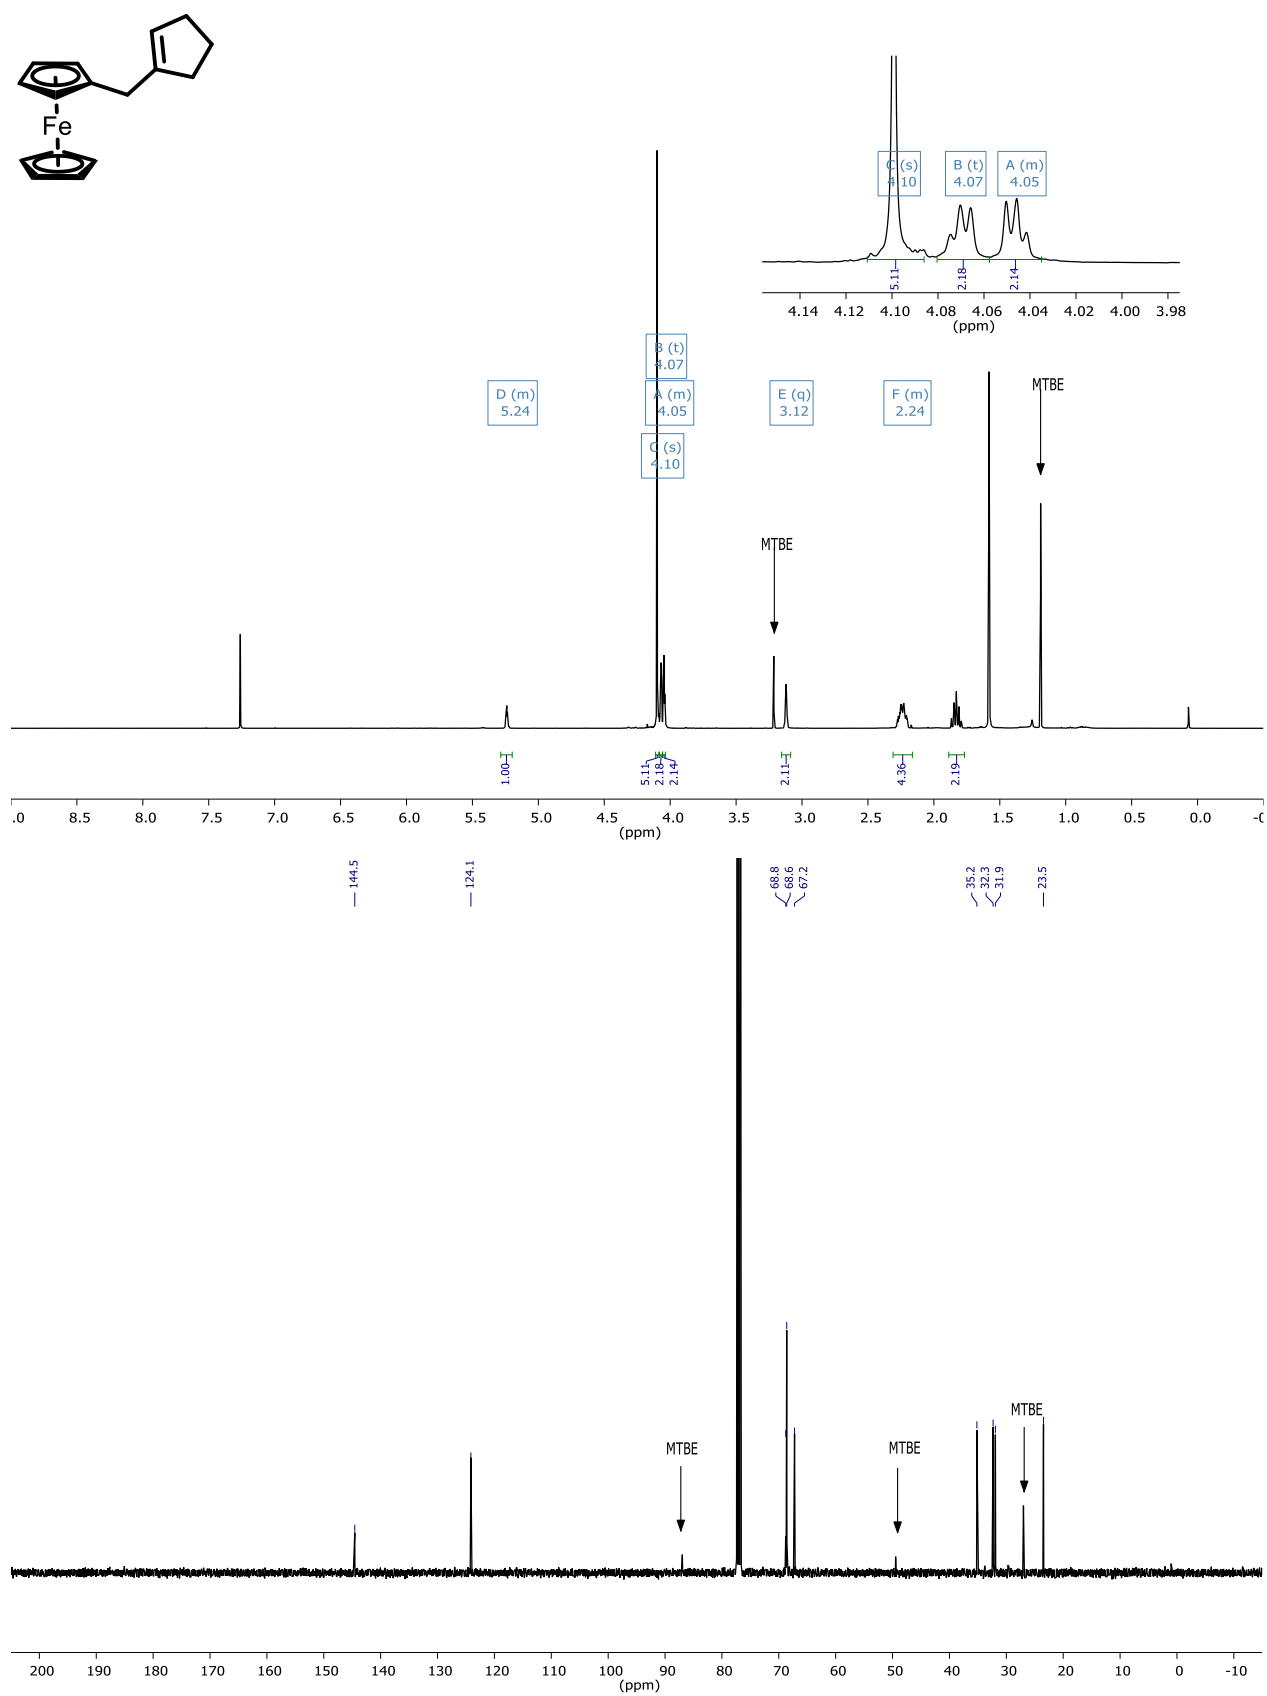 Fe
C (s)
4.10
B (t)
4.07
A (m)
4.05
5.11
2.18
2.14
4.14 4.12 4.10 4.08 4.06 4.04 4.02 4.00 3.98
(ppm)
B (t)
4.07
D (m)
5.24
A (m)
4.05
E (q)
3.12
F (m)
2.24
MTBE
C (s)
4.10
MTBE
1.00
5.11
2.18
2.14
2.11
4.36
2.19
.0 8.5 8.0 7.5 7.0 6.5 6.0 5.5 5.0 4.5 4.0 3.5 3.0 2.5 2.0 1.5 1.0 0.5 0.0 -0
(ppm)
144.5
124.1
68.8
68.6
67.2
35.2
32.3
31.9
23.5
MTBE
MTBE
MTBE
200 190 180 170 160 150 140 130 120 110 100 90 80 70 60 50 40 30 20 10 0 -10
(ppm)